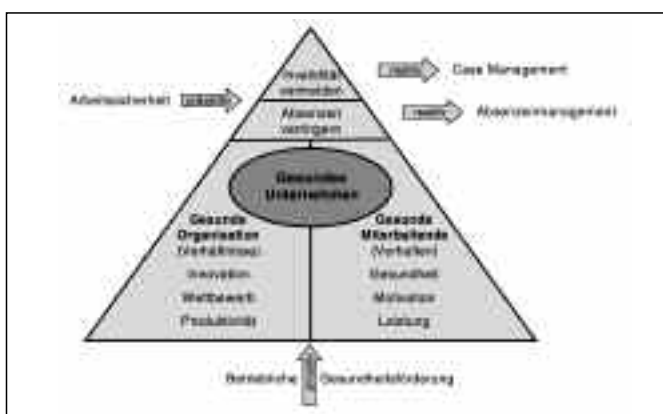 Invalidität
vermeiden
Case Management
Arbeitssicherheit
Absenzen
verringern
Absenzenmanagement
Gesundes
Unternehmen
Gesunde
Organisation
(Verhältnisse)
Innovation
Wettbewerb
Produktivität
Gesunde
Mitarbeitende
(Verhalten)
Gesundheit
Motivation
Leistung
Betriebliche Gesundheitsförderung